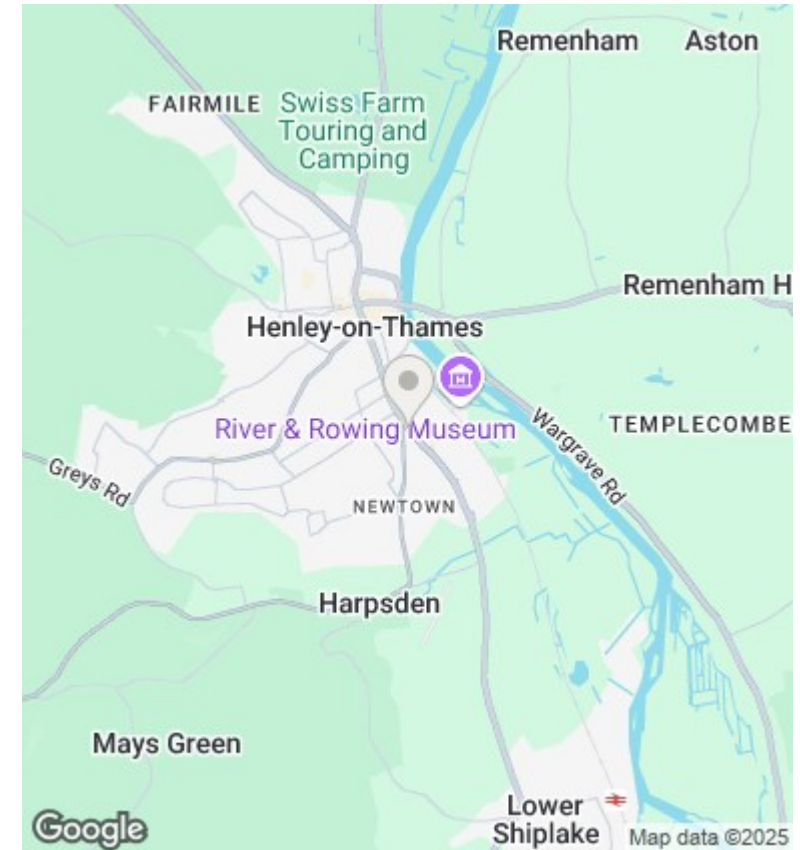 Remenham Aston
FAIRMILE
Swiss Farm
Touring and
Camping
Remenham H
Henley-on-Thames
River & Rowing Museum
Wargrave Rd
TEMPLECOMBE
Greys Rd
NEWTOWN
Harpsden
Mays Green
Lower
Shiplake
Google
Map data ©2025